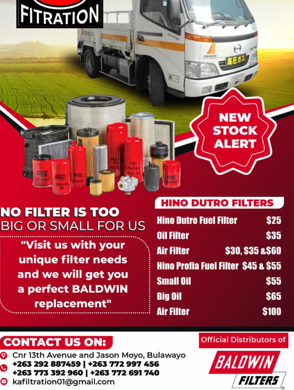 FITRATION
NEW
STOCK
ALERT
NO FILTER IS TOO
BIG OR SMALL FOR US
"Visit us with your
unique filter needs
and we will get you
a perfect BALDWIN
replacement"
HINO DUTRO FILTERS
Hino Dutro Fuel Filter $25
Oil Filter $35
Air Filter $30, $35 &$60
Hino Profia Fuel Filter $45 & $55
Small Oil $55
Big Oil $65
Air Filter $100
CONTACT US ON:
Cnr 13th Avenue and Jason Moyo, Bulawayo
+263 292 887459 | +263 772 997 456
+263 773 392 960 | +263 772 691 740
kafiltration01@gmail.com
Official Distributors of
BALDWIN
FILTERS